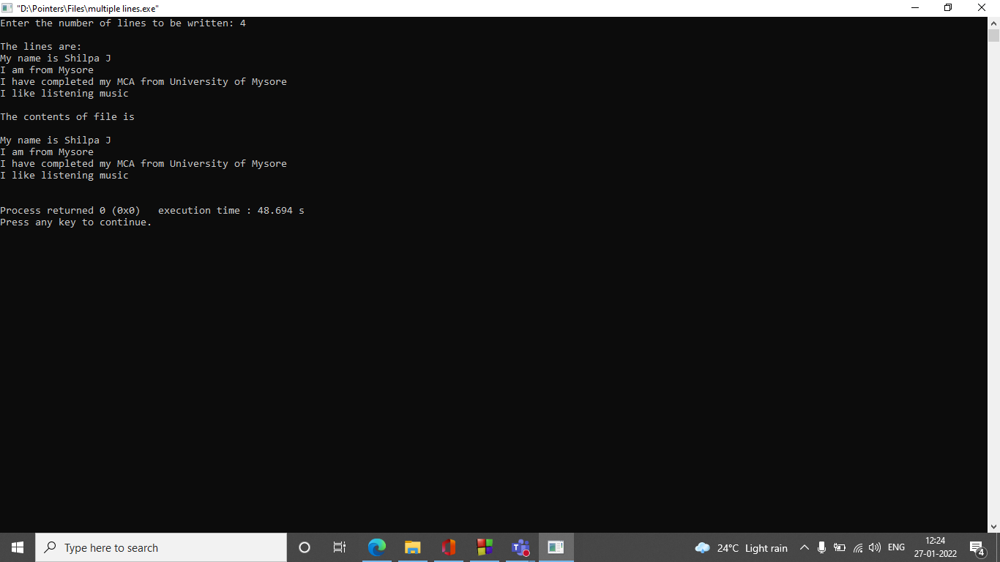 "D:\Pointers\Files\multiple lines.exe"
Enter the number of lines to be written: 4
The lines are:
My name is Shilpa J
I am from Mysore
I have completed my MCA from University of Mysore
I like listening music
The contents of file is
My name is Shilpa J
I am from Mysore
I have completed my MCA from University of Mysore
I like listening music
Process returned 0 (0x0)   execution time : 48.694 s
Press any key to continue.
Type here to search
24°C Light rain
ENG
12:24
27-01-2022
4